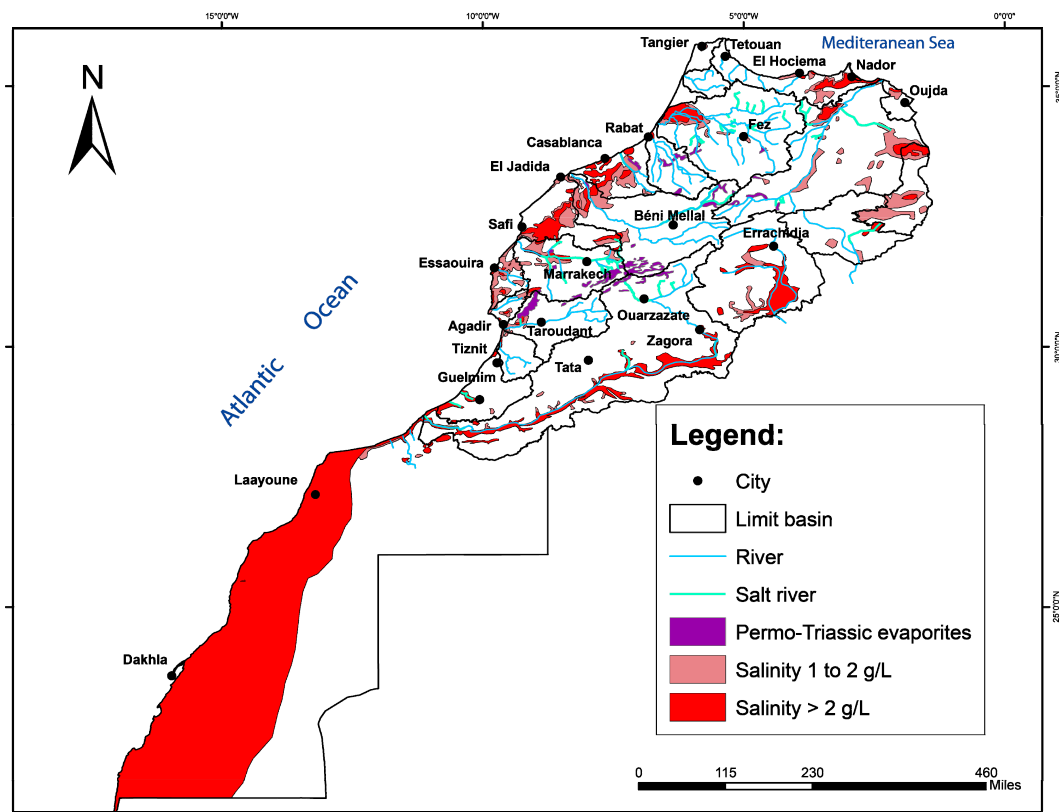 15°0'0"W 10°0'0"W 5°0'0"W 0°0'0"
Mediteranean Sea
Tangier
Tetouan
El Hociema
Nador
Oujda
N
Rabat
Fez
Casablanca
El Jadida
Safi
Béni Mellal
Errachidia
Essaouira
Marrakech
Ouarzazate
Agadir
Taroudant
Zagora
30°0'0"N
Tiznit
Tata
Guelmim
Atlantic Ocean
Laayoune
Dakhla
25°0'0"N
Legend:
City
Limit basin
River
Salt river
Permo-Triassic evaporites
Salinity 1 to 2 g/L
Salinity > 2 g/L
0 115 230 460
Miles